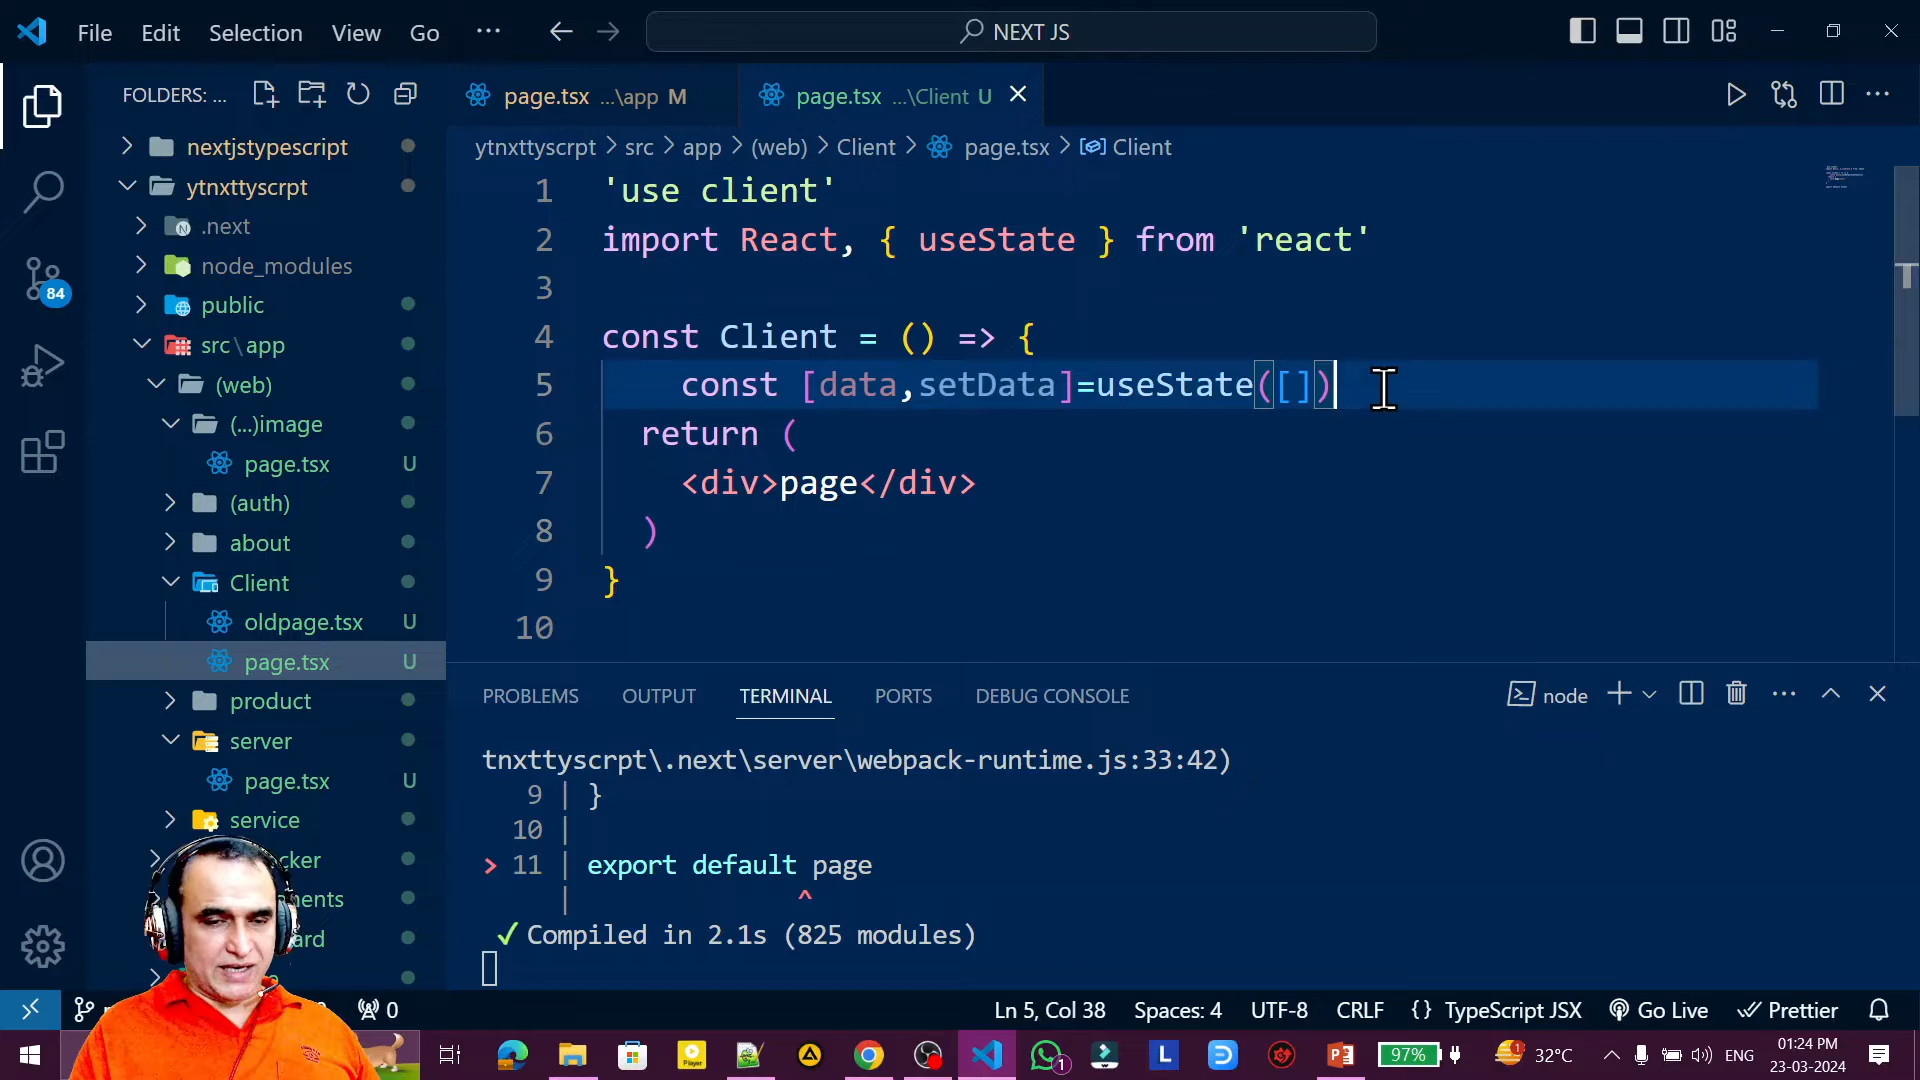 File Edit Selection View Go ··· NEXT JS
FOLDERS: ...
page.tsx ...\app M
page.tsx ...\Client U
ytnxttyscrpt > src > app > (web) > Client > page.tsx > Client
nextjstypescript
ytnxttyscrpt
.next
node_modules
public
src\app
(web)
(...)image
page.tsx U
(auth)
about
Client
oldpage.tsx U
page.tsx U
product
server
page.tsx U
service
cker
nents
ard
84
1 'use client'
2 import React, { useState } from 'react'
3
4 const Client = () => {
5 const [data,setData]=useState([])
6 return (
7 <div>page</div>
8 )
9 }
10
PROBLEMS OUTPUT TERMINAL PORTS DEBUG CONSOLE
node
tnxttyscrpt\.next\server\webpack-runtime.js:33:42)
9 | }
10 |
> 11 | export default page
| ^
✓ Compiled in 2.1s (825 modules)
0
Ln 5, Col 38 Spaces: 4 UTF-8 CRLF {} TypeScript JSX Go Live Prettier
Player
1
L
97%
1
32°C
ENG
01:24 PM
23-03-2024